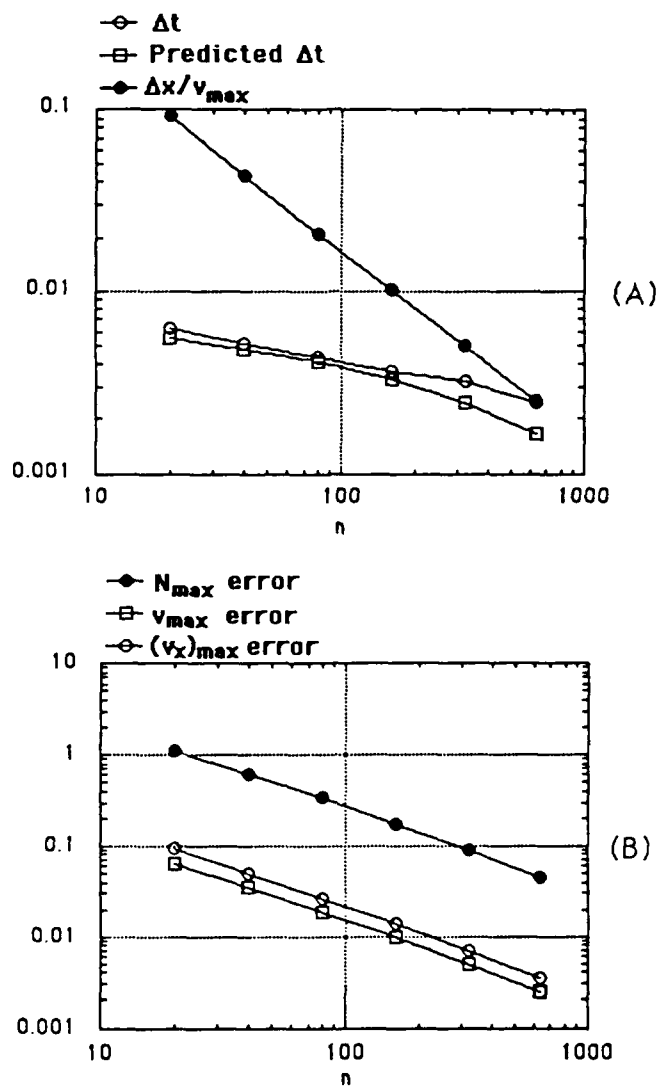 Δt
Predicted Δt
Δx/vmax
0.1
0.01
0.001
10
100
1000
n
(A)
Nmax error
vmax error
(vx)max error
10
1
0.1
0.01
0.001
10
100
1000
n
(B)